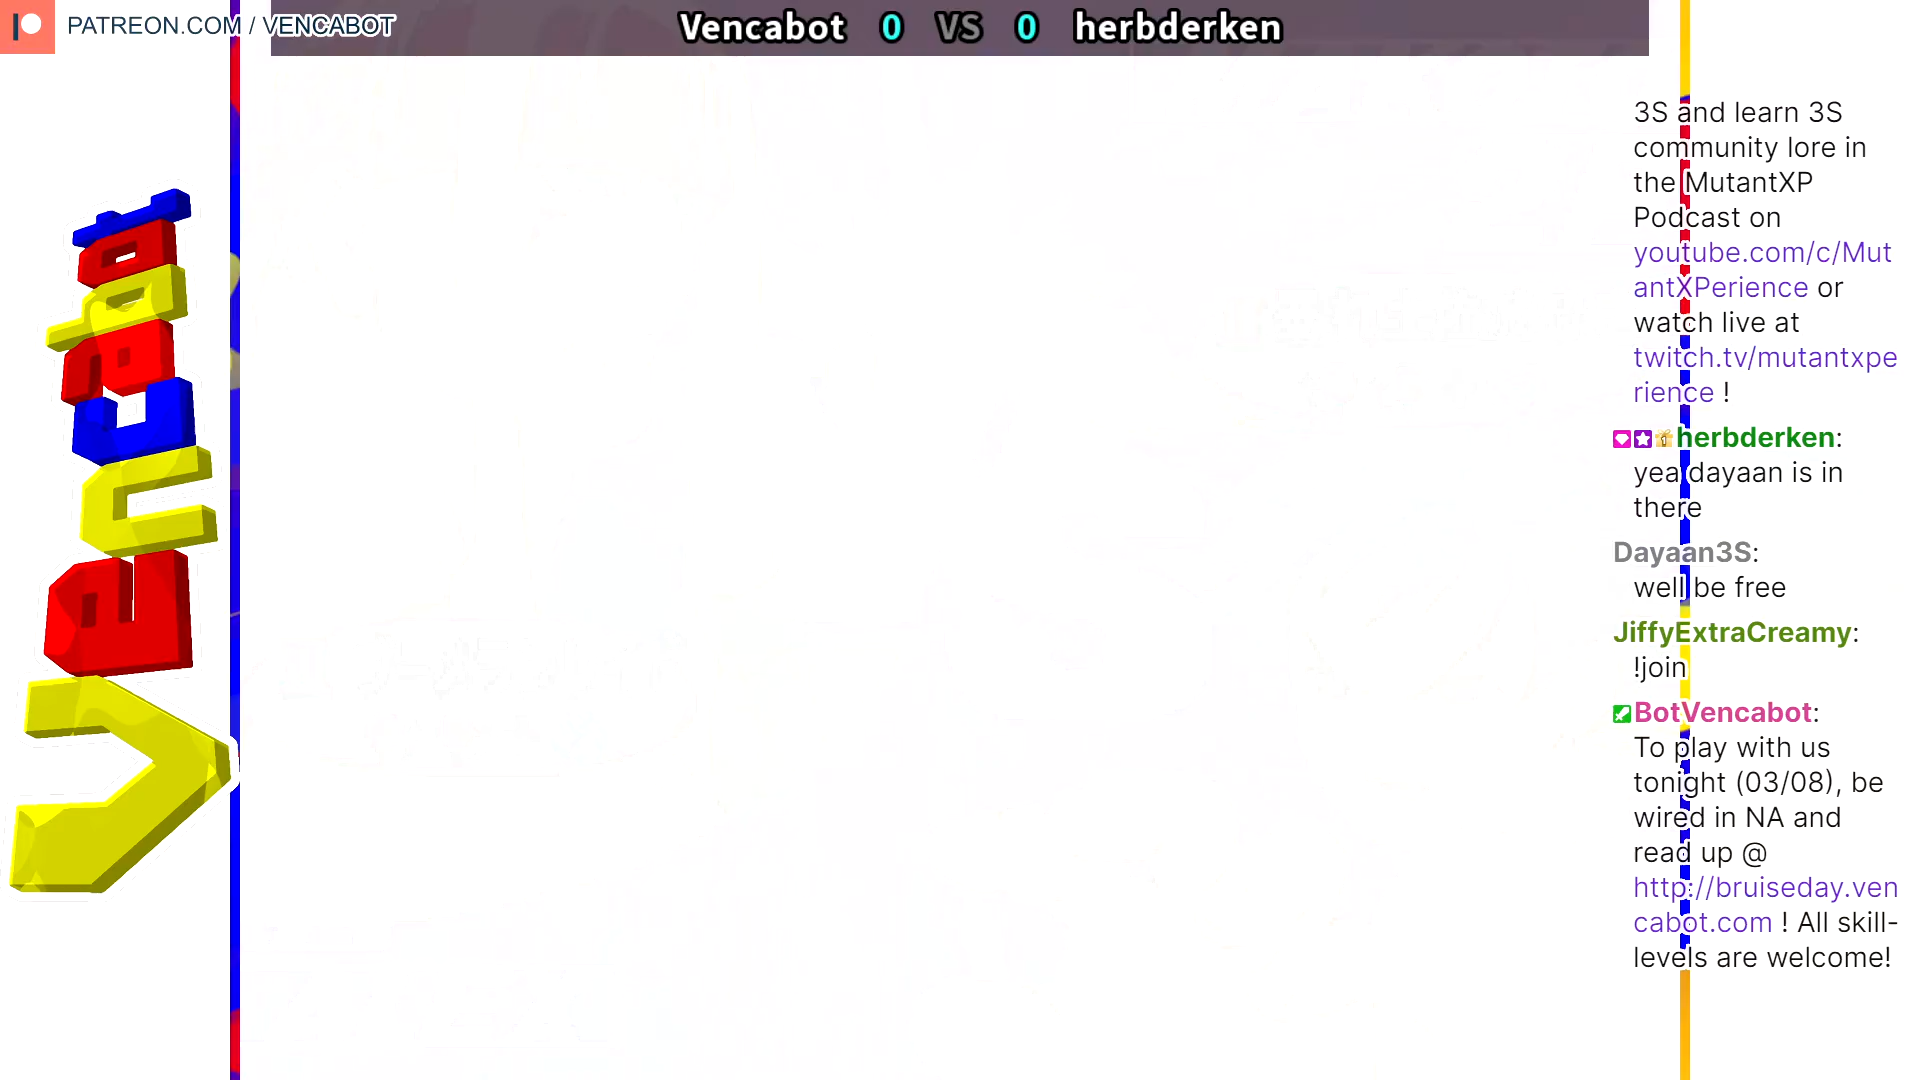 PATREON.COM / VENCABOT
Vencabot 0 VS 0 herbderken
Vencabot
3S and learn 3S
community lore in
the MutantXP
Podcast on
youtube.com/c/Mut
antXPerience or
watch live at
twitch.tv/mutantxpe
rience !
herbderken:
yea dayaan is in
there
Dayaan3S:
well be free
JiffyExtraCreamy:
!join
BotVencabot:
To play with us
tonight (03/08), be
wired in NA and
read up @
http://bruiseday.ven
cabot.com ! All skill-
levels are welcome!